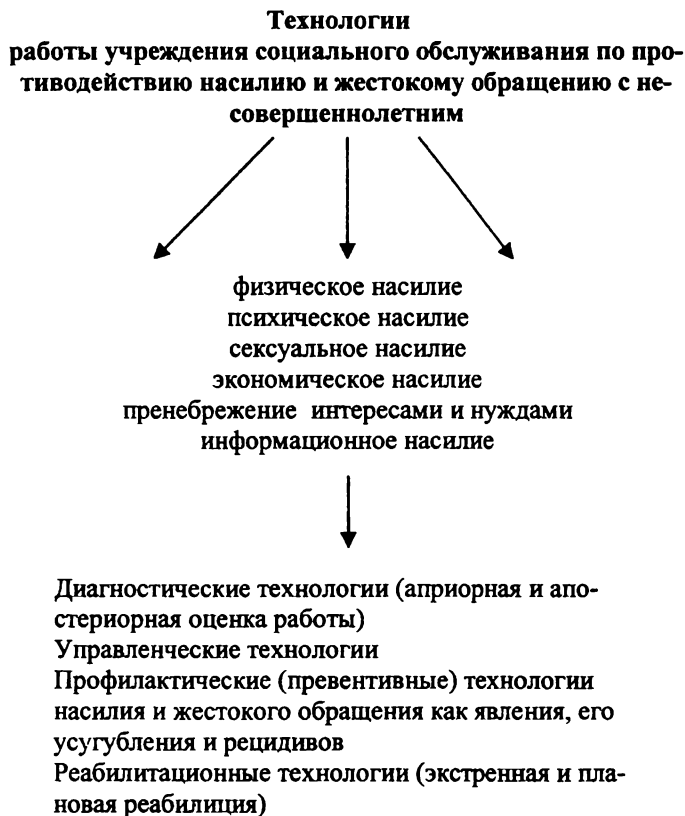 Технологии
работы учреждения социального обслуживания по про-
тиводействию насилию и жестокому обращению с не-
совершеннолетним
физическое насилие
психическое насилие
сексуальное насилие
экономическое насилие
пренебрежение интересами и нуждами
информационное насилие
Диагностические технологии (априорная и апо-
стериорная оценка работы)
Управленческие технологии
Профилактические (превентивные) технологии
насилия и жестокого обращения как явления, его
усугубления и рецидивов
Реабилитационные технологии (экстренная и пла-
новая реабилиция)